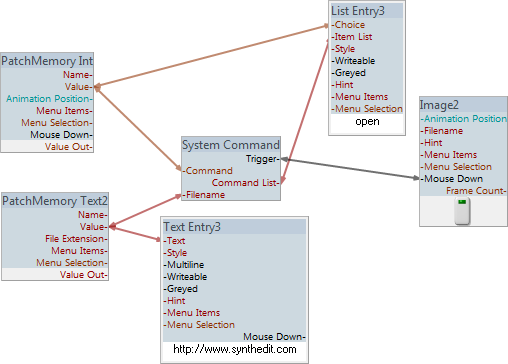 List Entry3
-Choice
-Item List
-Style
-Writeable
-Greyed
-Hint
-Menu Items
-Menu Selection
open
PatchMemory Int
Name-
Value-
Animation Position-
Menu Items-
Menu Selection-
Mouse Down-
Value Out-
Image2
-Animation Position
-Filename
-Hint
-Menu Items
-Menu Selection
-Mouse Down
Frame Count-
System Command
Trigger-
-Command
Command List-
-Filename
PatchMemory Text2
Name-
Value-
File Extension-
Menu Items-
Menu Selection-
Value Out-
Text Entry3
-Text
-Style
-Multiline
-Writeable
-Greyed
-Hint
-Menu Items
-Menu Selection
Mouse Down-
http://www.synthedit.com